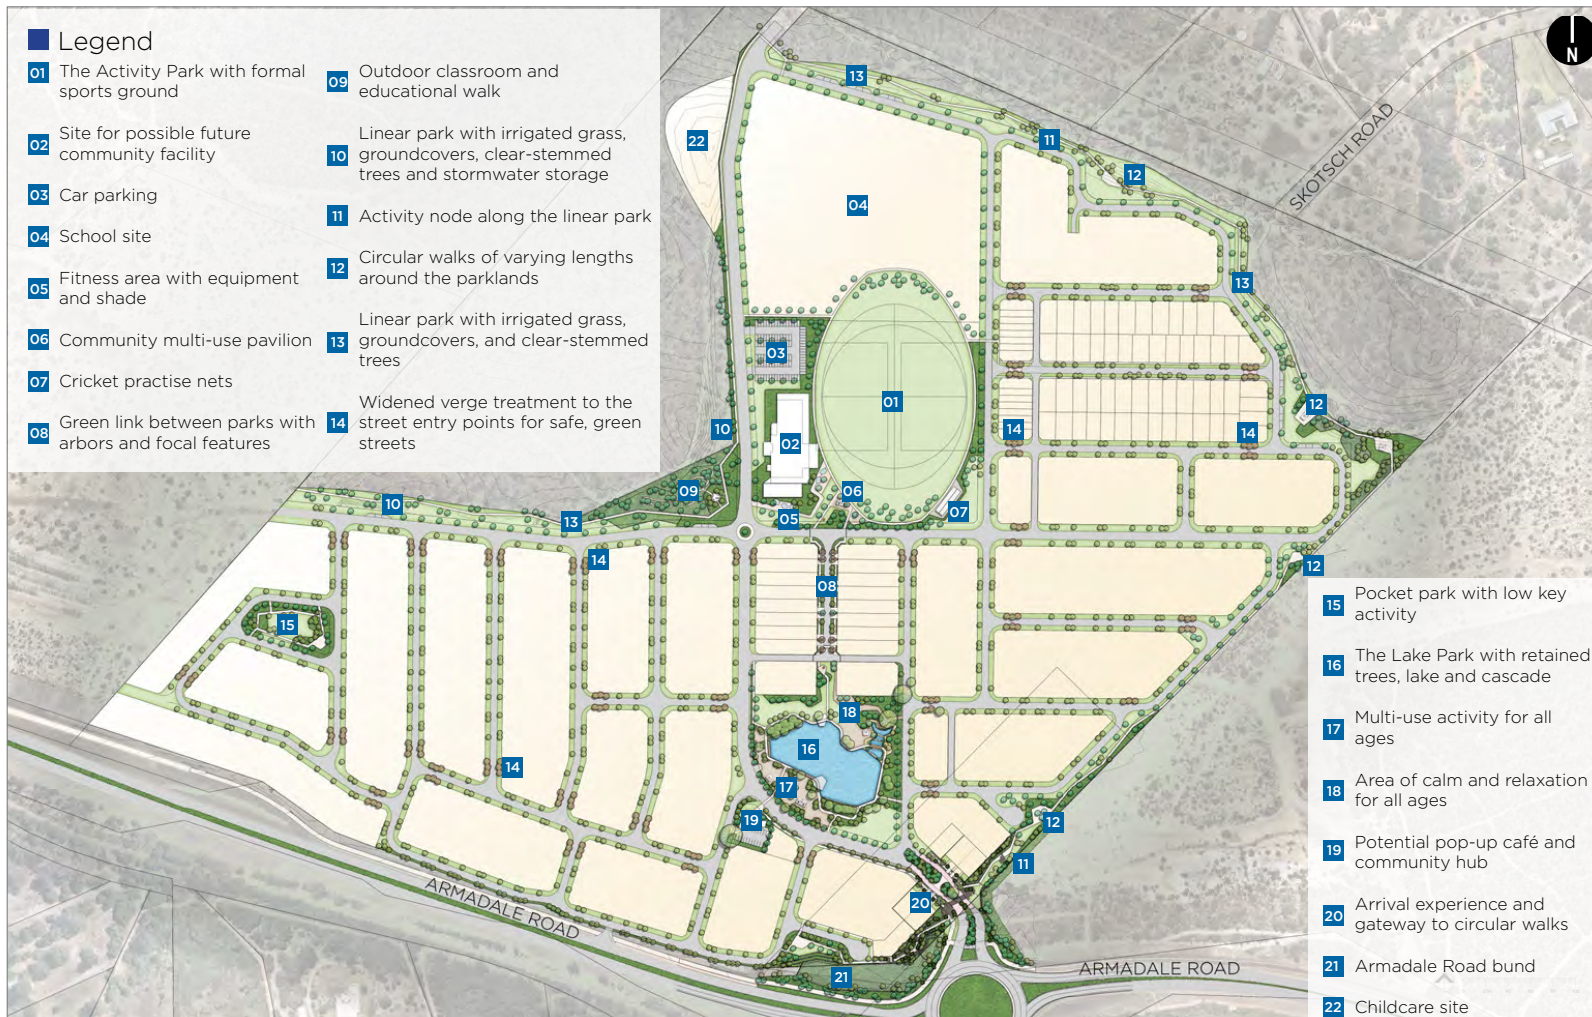 Legend
01 The Activity Park with formal
sports ground
02 Site for possible future
community facility
03 Car parking
04 School site
05 Fitness area with equipment
and shade
06 Community multi-use pavilion
07 Cricket practise nets
08 Green link between parks with
arbors and focal features
09 Outdoor classroom and
educational walk
10 Linear park with irrigated grass,
groundcovers, clear-stemmed
trees and stormwater storage
11 Activity node along the linear park
12 Circular walks of varying lengths
around the parklands
13 Linear park with irrigated grass,
groundcovers, and clear-stemmed
trees
14 Widened verge treatment to the
street entry points for safe, green
streets
N
SKOTSCH ROAD
13
22
11
12
04
13
03
01
12
10
02
14
14
09
06
10
07
13
05
14
12
08
15
18
16
14
17
19
12
11
20
21
ARMADALE ROAD
ARMADALE ROAD
15 Pocket park with low key
activity
16 The Lake Park with retained
trees, lake and cascade
17 Multi-use activity for all
ages
18 Area of calm and relaxation
for all ages
19 Potential pop-up café and
community hub
20 Arrival experience and
gateway to circular walks
21 Armadale Road bund
22 Childcare site